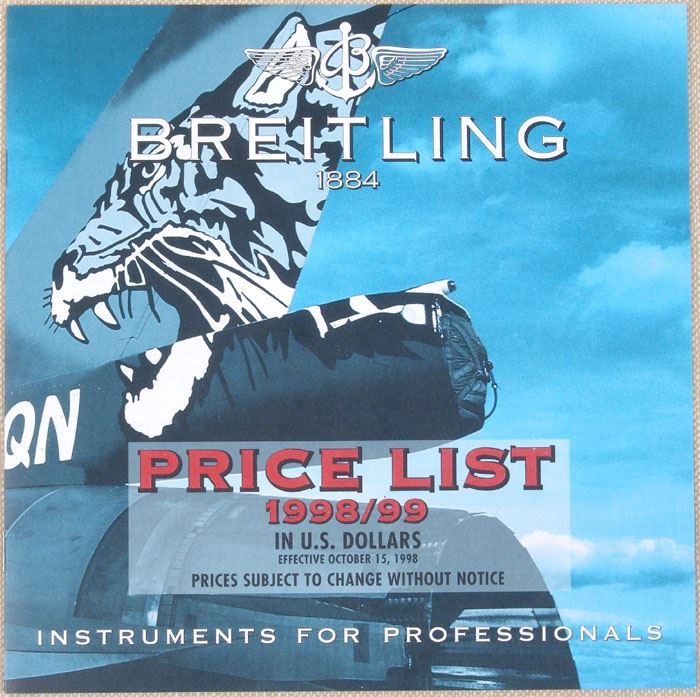 BREITLING
1884
QN
PRICE LIST
1998/99
IN U.S. DOLLARS
EFFECTIVE OCTOBER 15, 1998
PRICES SUBJECT TO CHANGE WITHOUT NOTICE
INSTRUMENTS FOR PROFESSIONALS